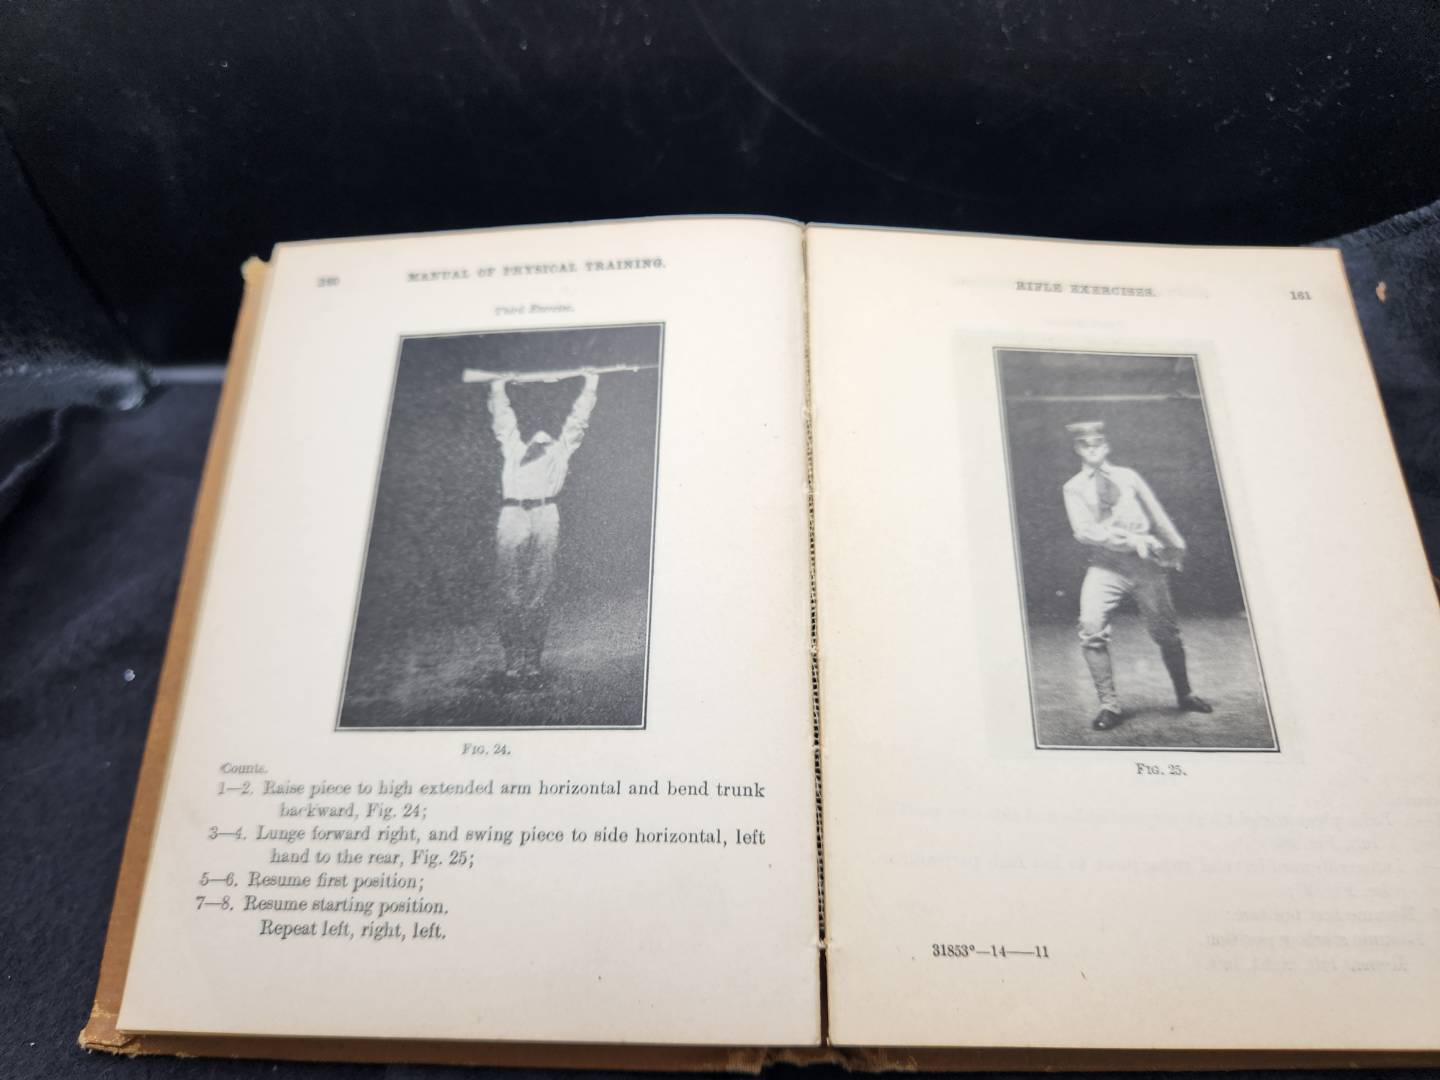 160
MANUAL OF PHYSICAL TRAINING.
Third Exercise.
FIG. 24.
Counts.
1—2. Raise piece to high extended arm horizontal and bend trunk
backward, Fig. 24;
3—4. Lunge forward right, and swing piece to side horizontal, left
hand to the rear, Fig. 25;
5—6. Resume first position;
7—8. Resume starting position.
Repeat left, right, left.
RIFLE EXERCISES.
161
FIG. 25.
31853°—14——11